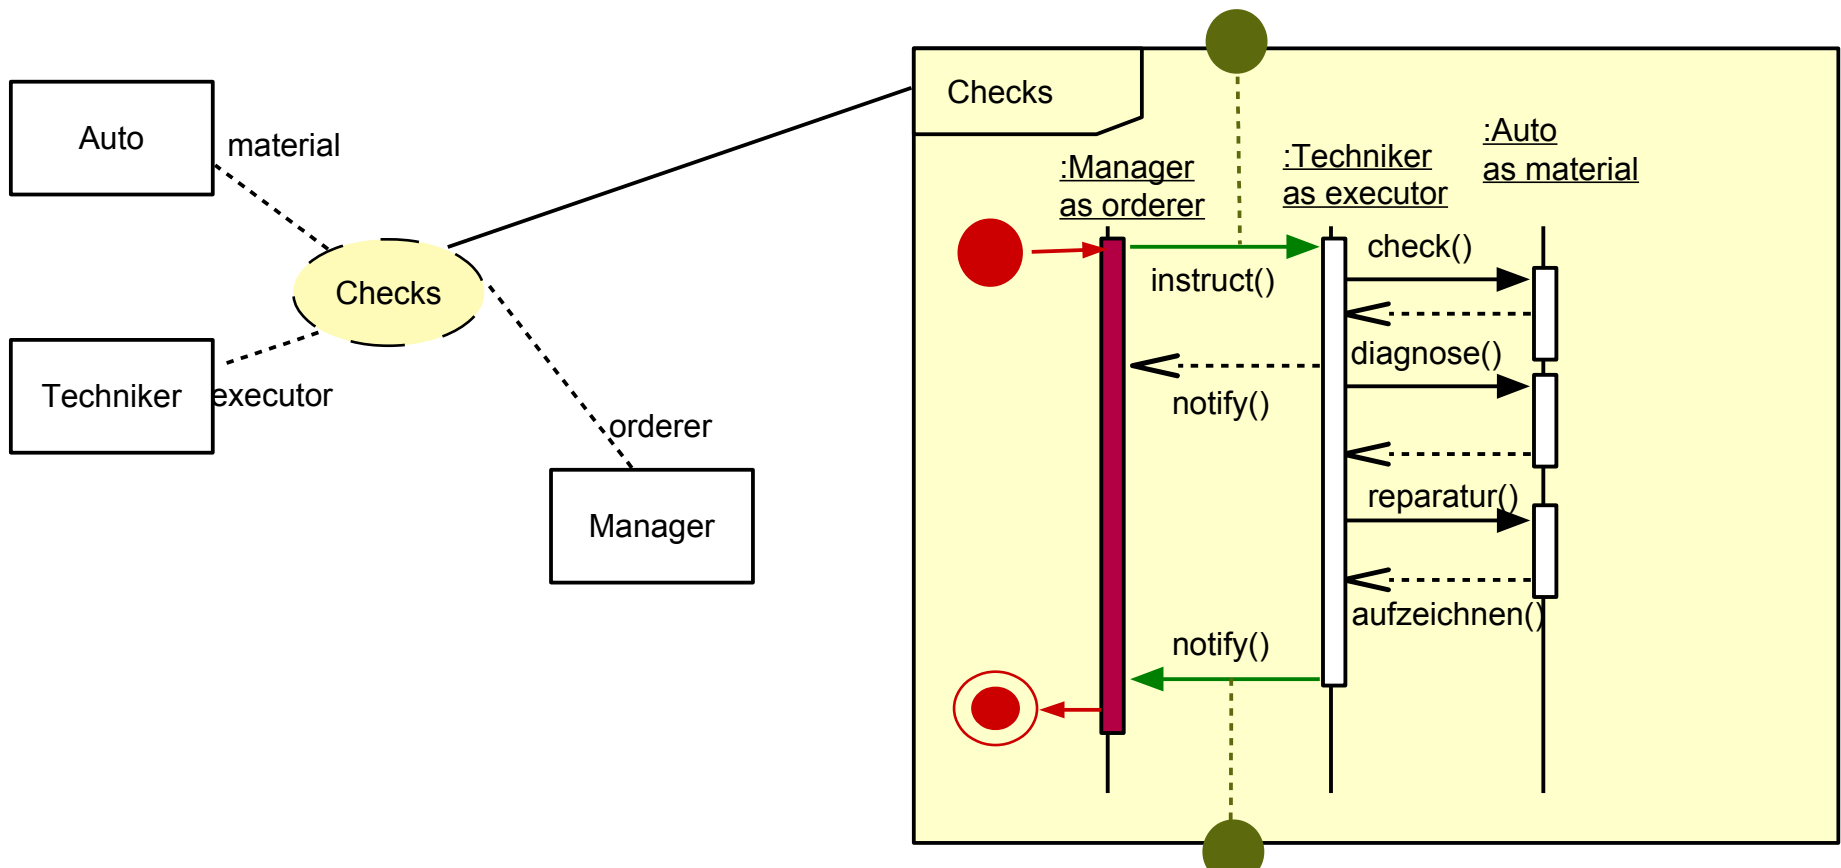 Auto
material
Checks
Techniker
executor
orderer
Manager
Checks
:Manager
as orderer
:Techniker
as executor
:Auto
as material
check()
instruct()
diagnose()
notify()
reparatur()
aufzeichnen()
notify()